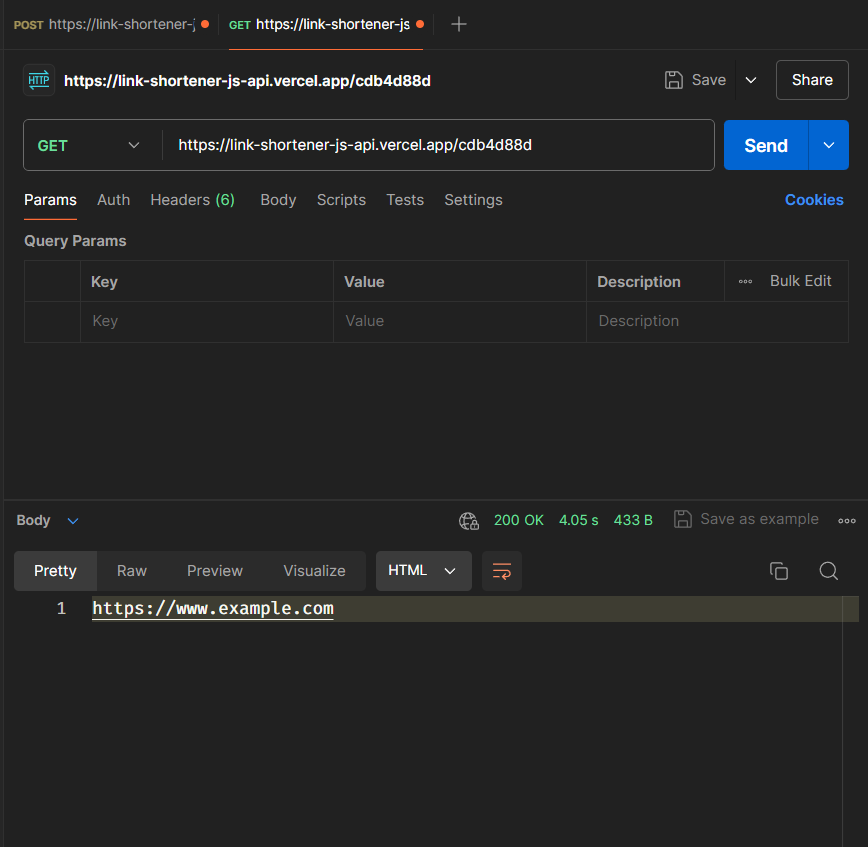 POST https://link-shortener-j
GET https://link-shortener-js
HTTP https://link-shortener-js-api.vercel.app/cdb4d88d Save Share
GET https://link-shortener-js-api.vercel.app/cdb4d88d Send
Params Auth Headers (6) Body Scripts Tests Settings Cookies
Query Params
Key Value Description Bulk Edit
Key Value Description
Body 200 OK 4.05 s 433 B Save as example
Pretty Raw Preview Visualize HTML
1 https://www.example.com